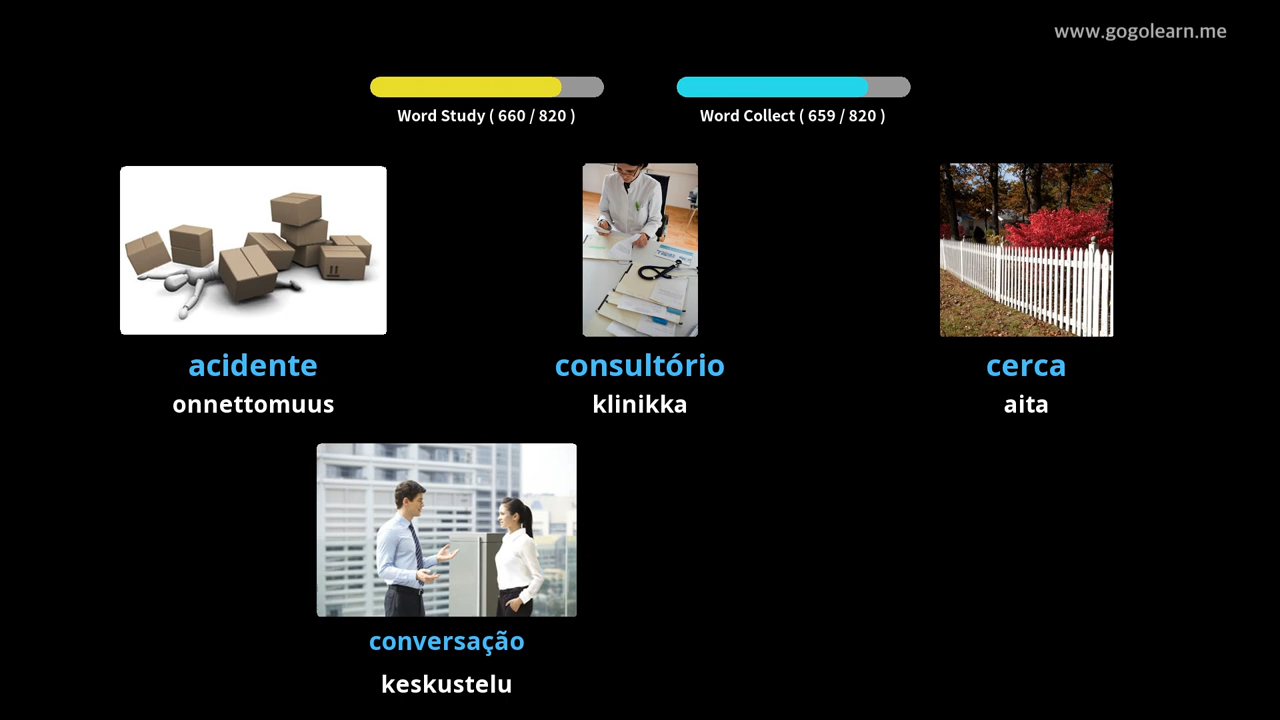 www.gogolearn.me
Word Study ( 660 / 820 )
Word Collect ( 659 / 820 )
acidente
onnettomuus
consultório
klinikka
cerca
aita
conversação
keskustelu